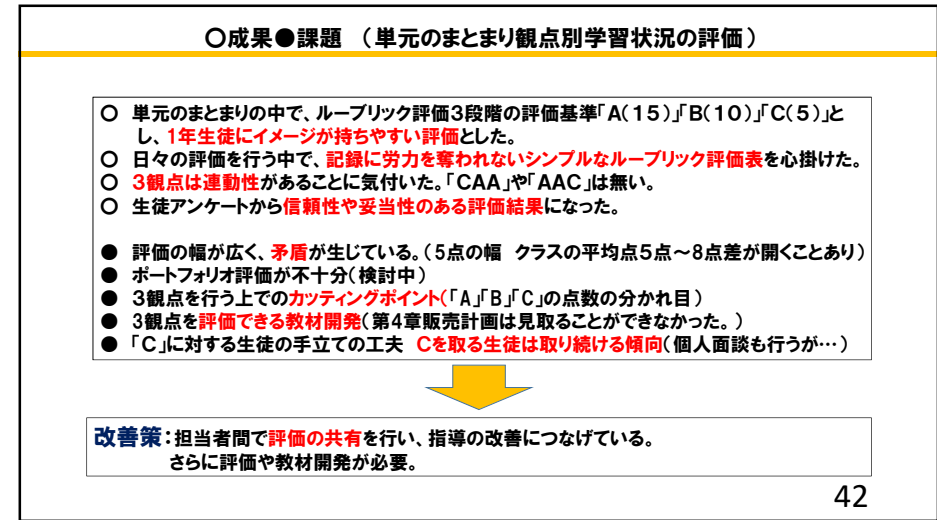 〇成果●課題 （単元のまとまり観点別学習状況の評価）
〇 単元のまとまりの中で、ルーブリック評価３段階の評価基準「A（１５）」「B（１０）」「C（５）」と
し、１年生徒にイメージが持ちやすい評価とした。
〇 日々の評価を行う中で、記録に労力を奪われないシンプルなルーブリック評価表を心掛けた。
〇 ３観点は連動性があることに気付いた。「CAA」や「AAC」は無い。
〇 生徒アンケートから信頼性や妥当性のある評価結果になった。
● 評価の幅が広く、矛盾が生じている。（５点の幅 クラスの平均点５点～８点差が開くことあり）
● ポートフォリオ評価が不十分（検討中）
● ３観点を行う上でのカッティングポイント（「A」「B」「C」の点数の分かれ目）
● 3観点を評価できる教材開発（第4章販売計画は見取ることができなかった。）
● 「C」に対する生徒の手立ての工夫 Cを取る生徒は取り続ける傾向（個人面談も行うが…）
改善策：担当者間で評価の共有を行い、指導の改善につなげている。
さらに評価や教材開発が必要。
42